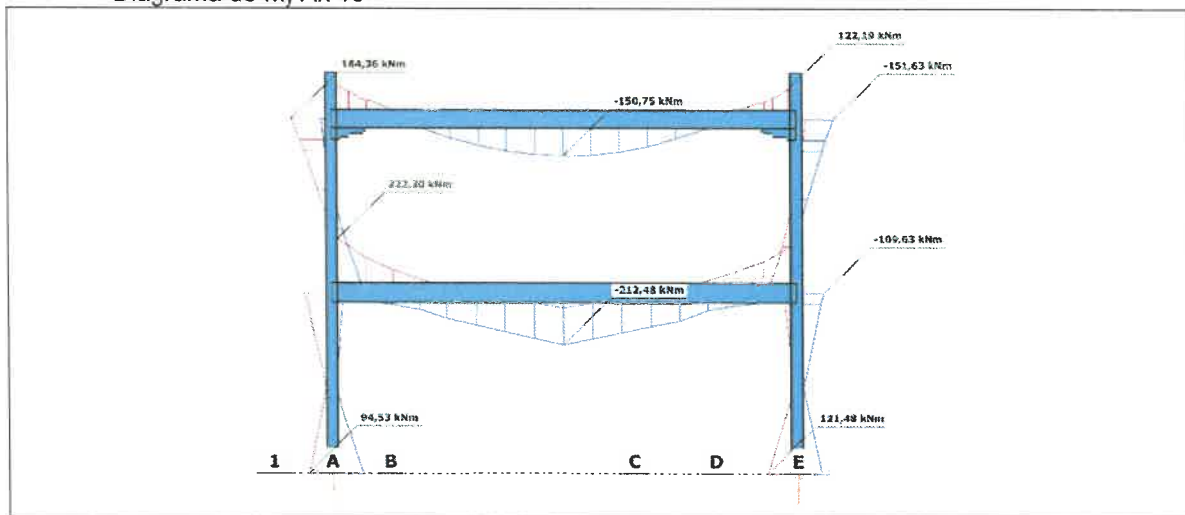 122,19 kNm
164,36 kNm
-151,63 kNm
-150,75 kNm
222,20 kNm
-109,63 kNm
-212,48 kNm
94,53 kNm
121,48 kNm
1 A B C D E